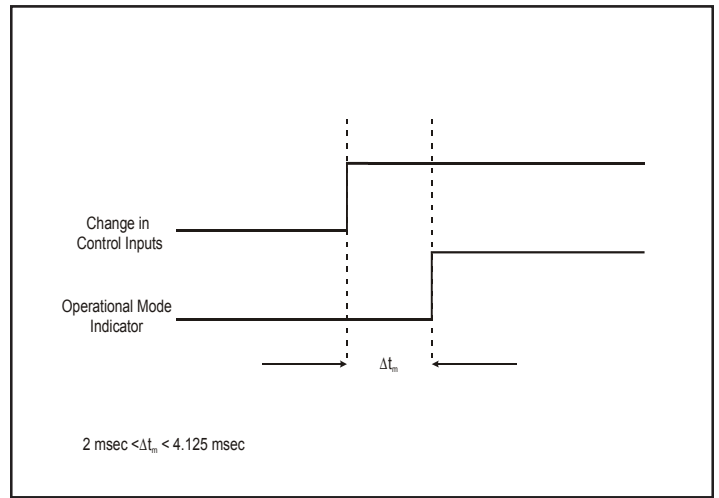 Change in
Control Inputs
Operational Mode
Indicator
Δtm
2 msec <Δtm < 4.125 msec